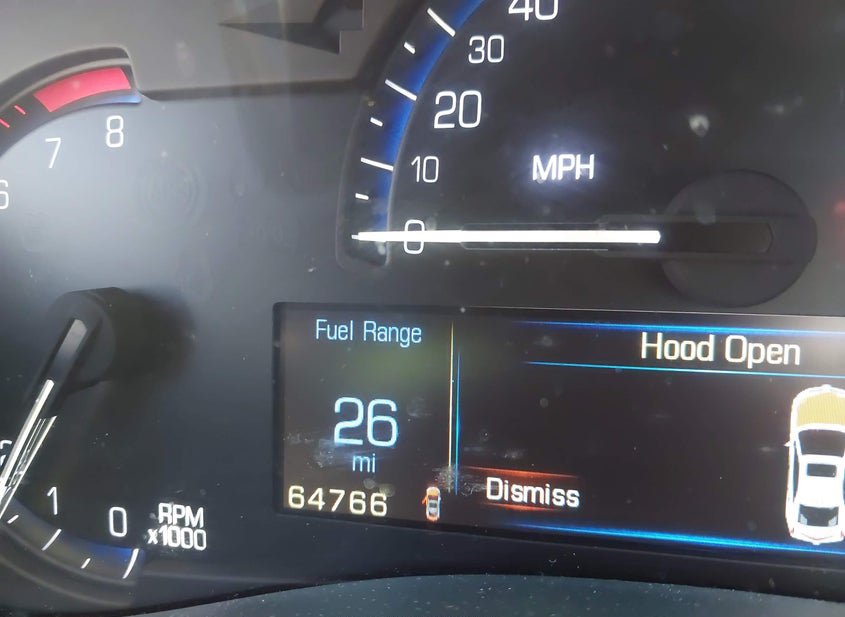 40
30
20
10
0
MPH
8
7
6
1
0
RPM
x1000
Fuel Range
26
mi
64766
Hood Open
Dismiss